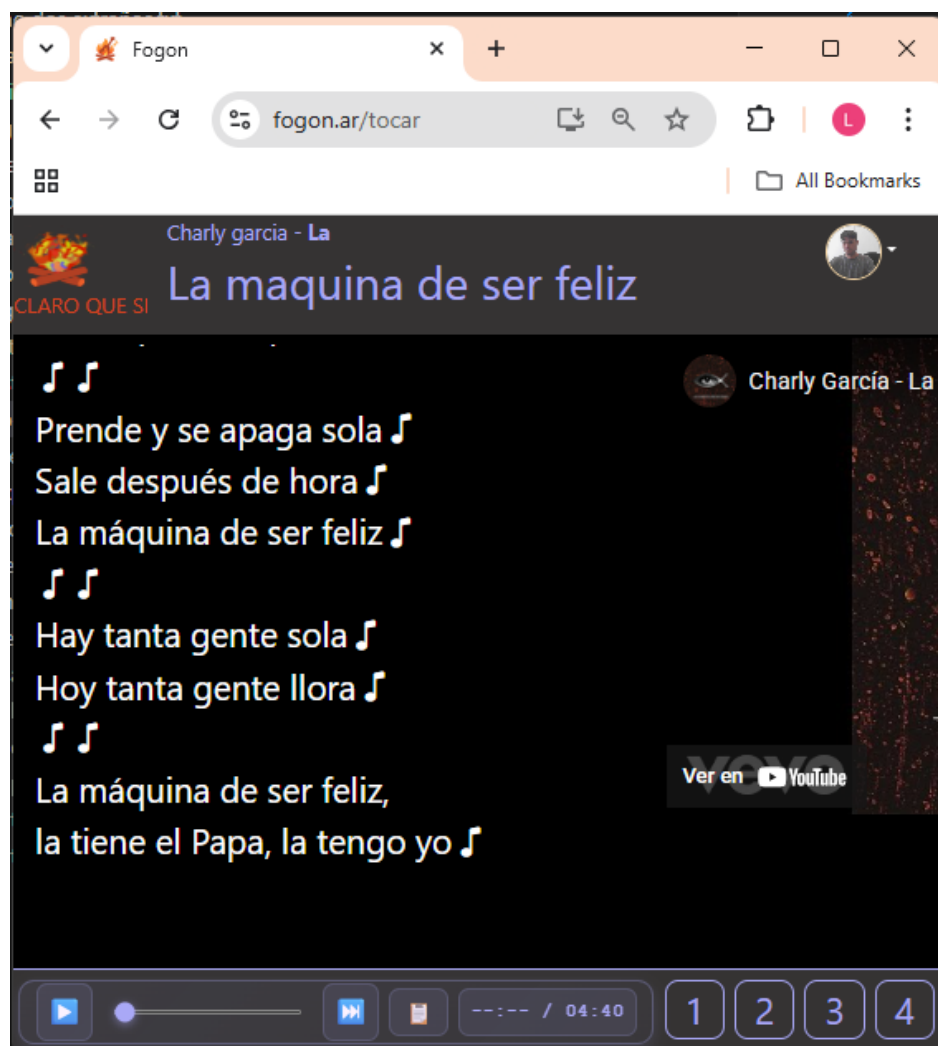 Fogon
fogon.ar/tocar
L
All Bookmarks
Charly garcia - La
La maquina de ser feliz
CLARO QUE SI
Charly García - La
Prende y se apaga sola
Sale después de hora
La máquina de ser feliz
Hay tanta gente sola
Hoy tanta gente llora
La máquina de ser feliz,
la tiene el Papa, la tengo yo
vevo
Ver en YouTube
--:-- / 04:40
1 2 3 4